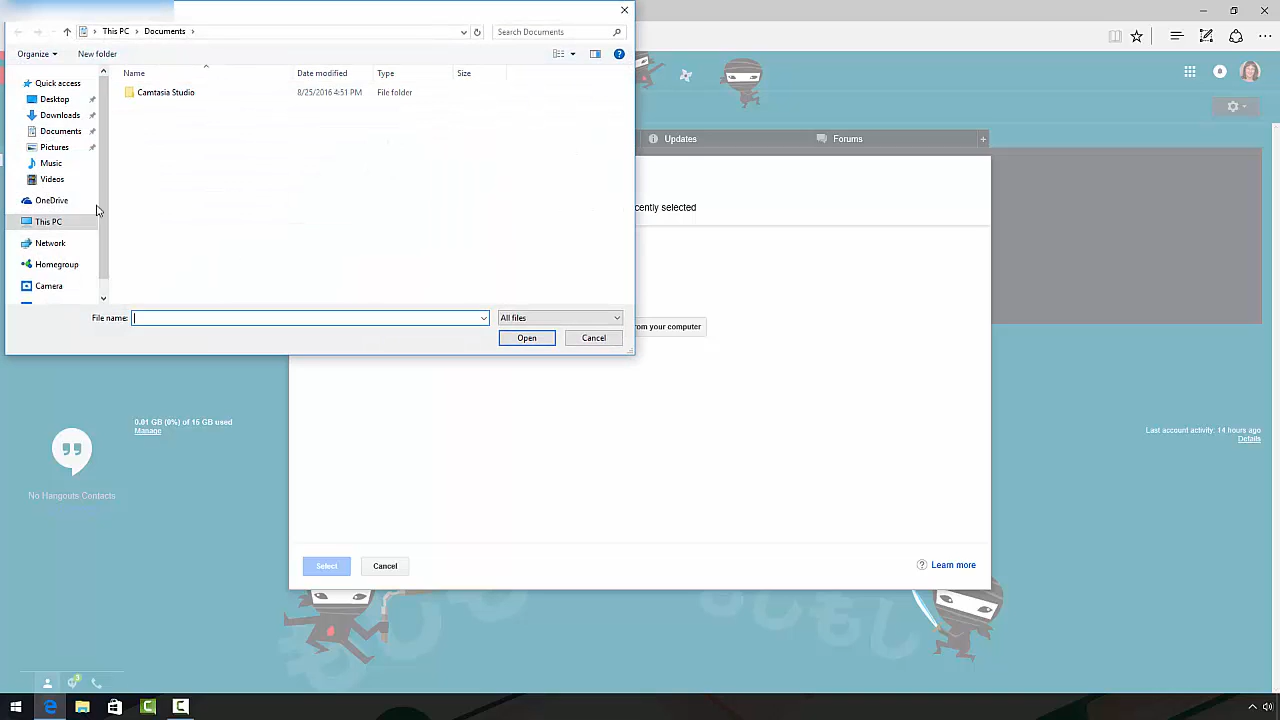 This PC > Documents >
Search Documents
Organize
New folder
Name
Date modified
Type
Size
Quick access
Desktop
Downloads
Documents
Pictures
Music
Videos
OneDrive
This PC
Network
Homegroup
Camera
Camtasia Studio
8/25/2016 4:51 PM
File folder
File name:
All files
Open
Cancel
Updates
Forums
+
cently selected
om your computer
Select
Cancel
Learn more
0.01 GB (0%) of 15 GB used
Manage
No Hangouts Contacts
Last account activity: 14 hours ago
Details